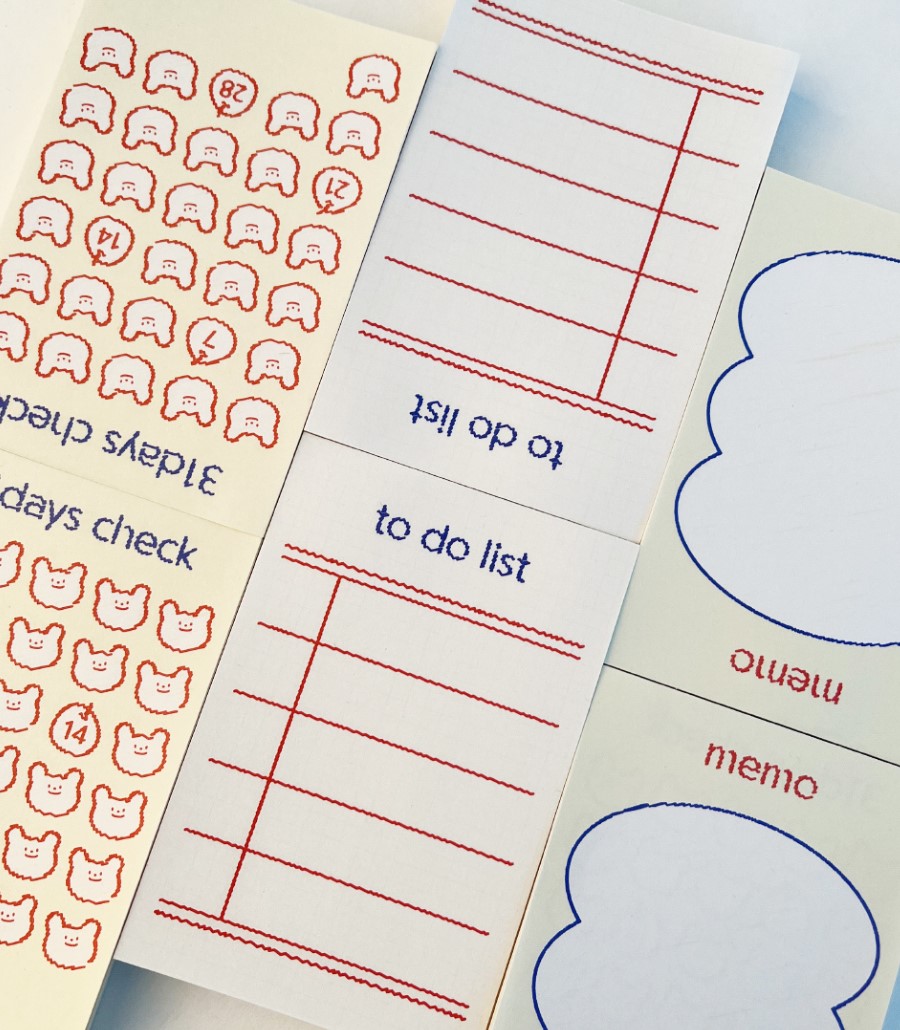 28
21
14
7
31days check
days check
14
to do list
to do list
memo
memo